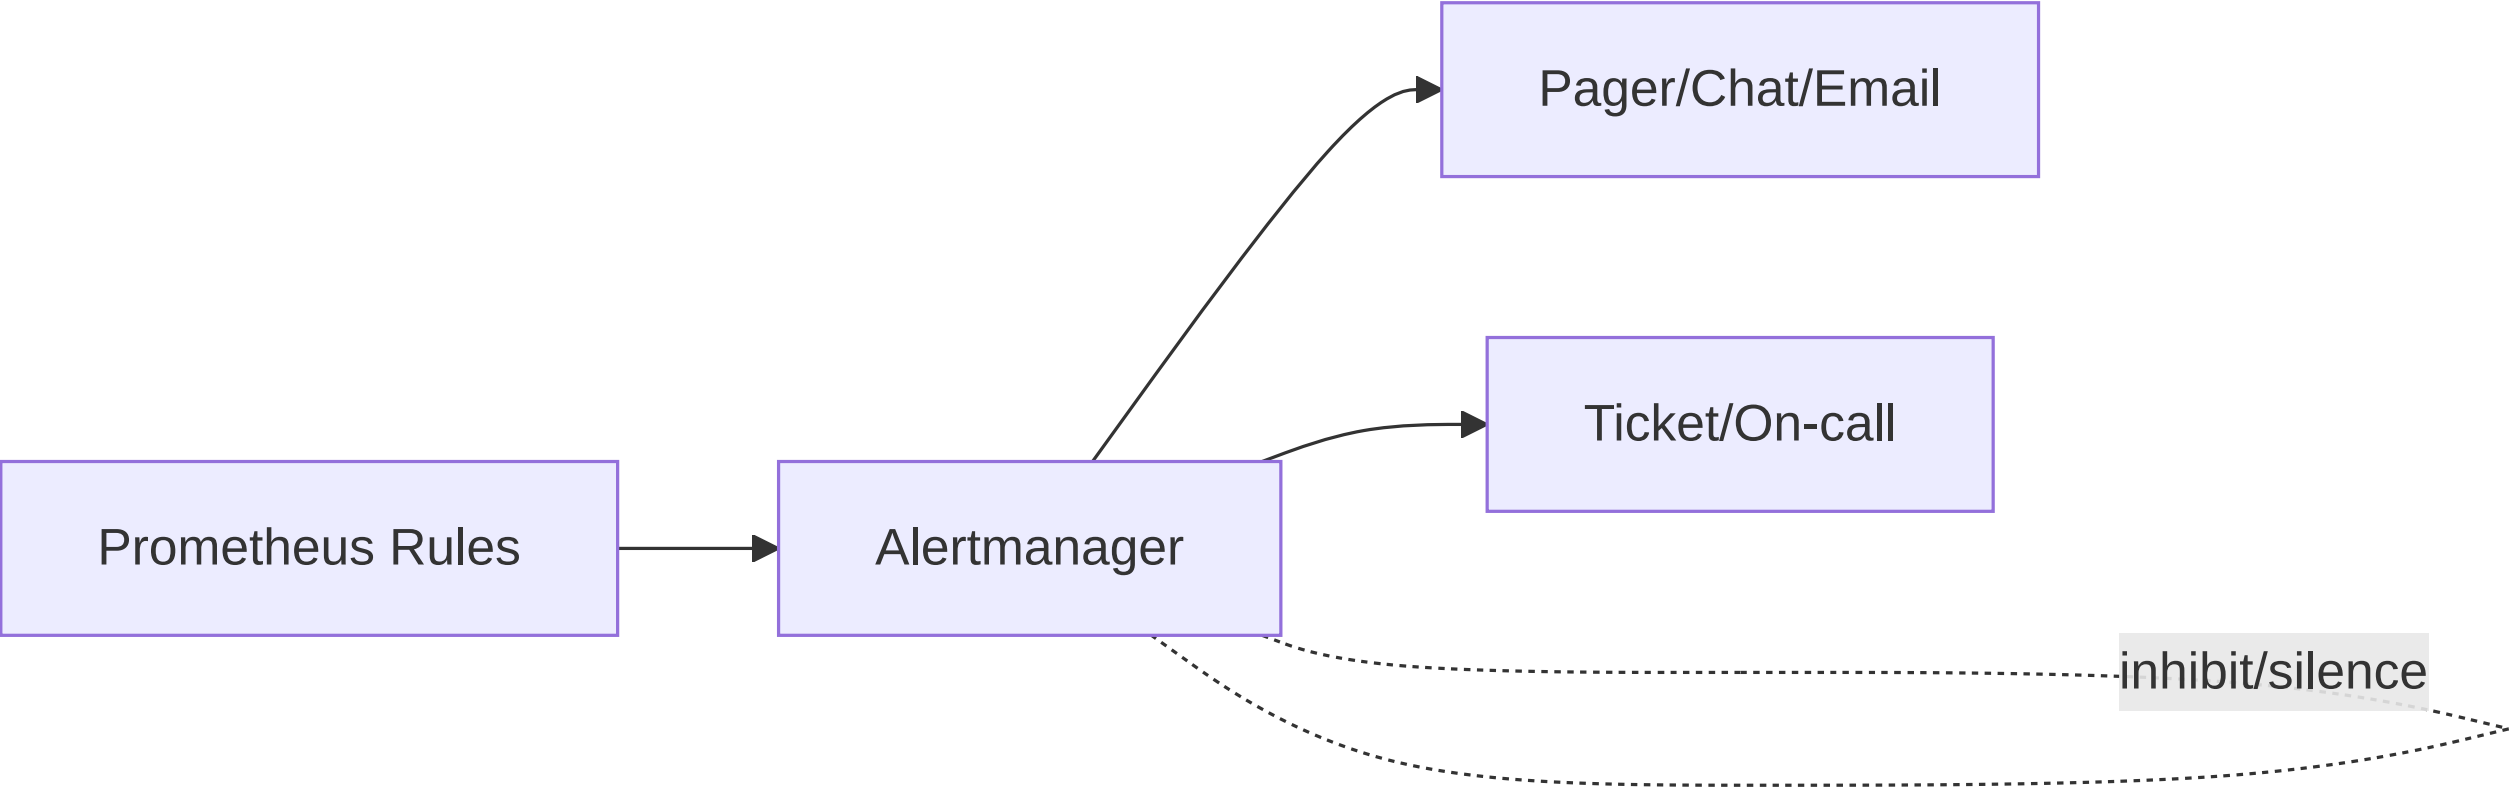 Pager/Chat/Email
Ticket/On-call
Prometheus Rules
Alertmanager
inhibit/silence